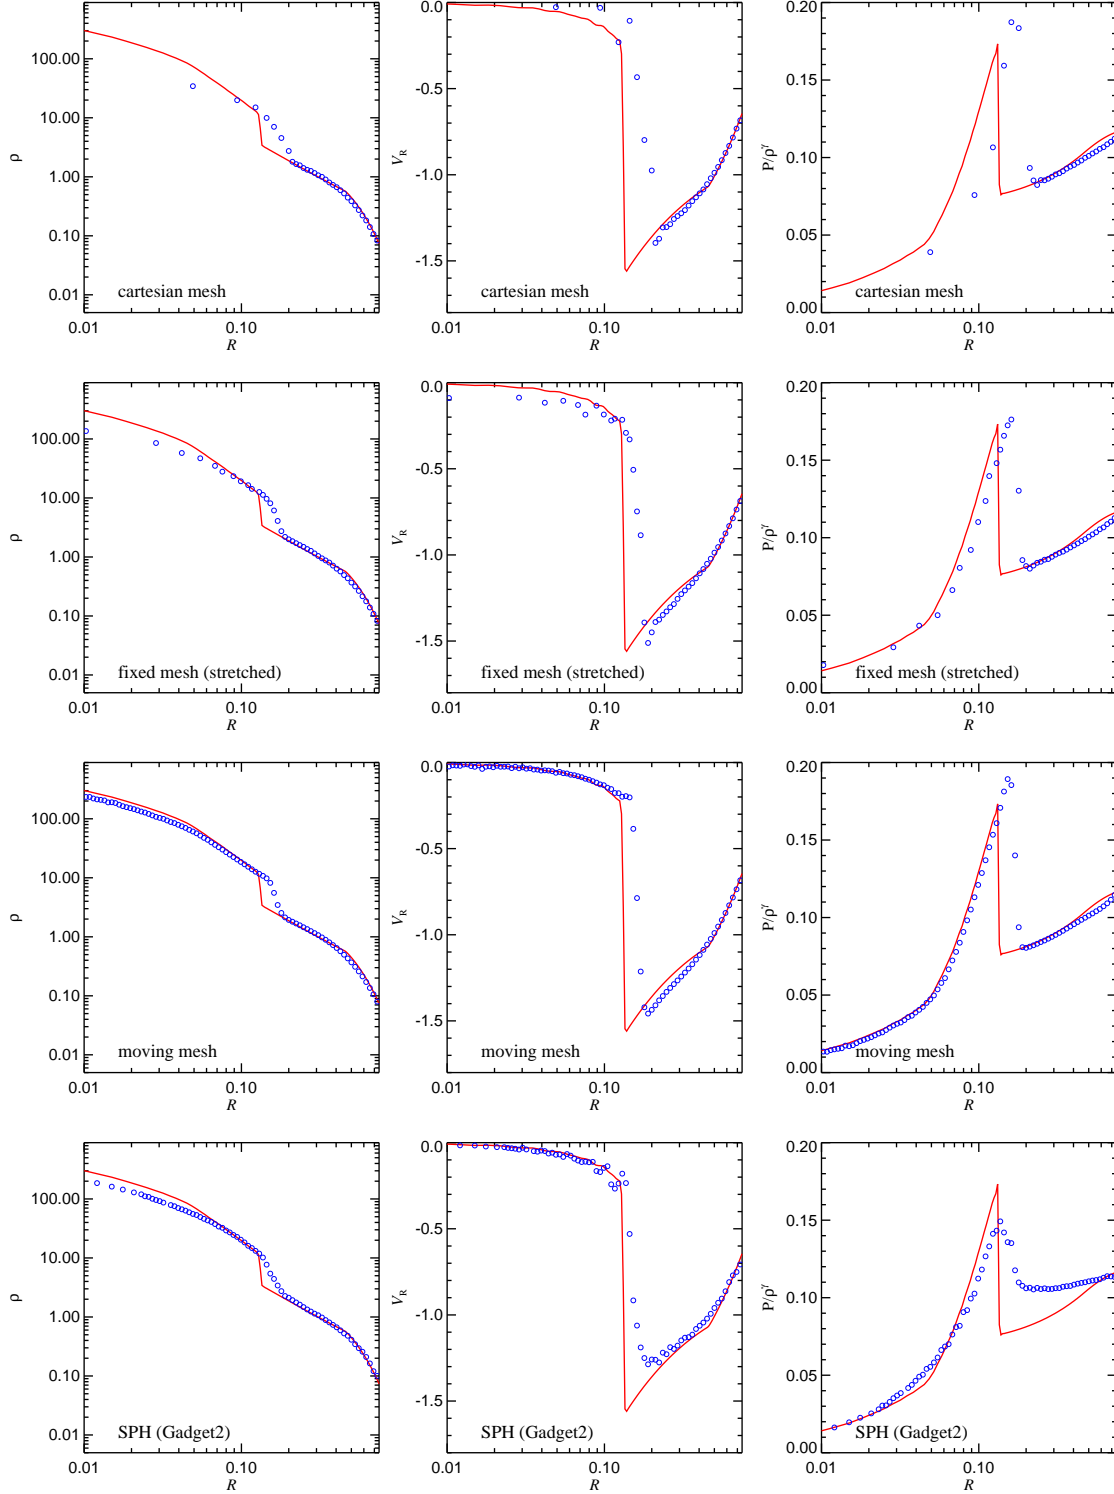 ρ
100.00
10.00
1.00
0.10
0.01
cartesian mesh
0.01 0.10
R
V_R
0.0
-0.5
-1.0
-1.5
cartesian mesh
0.01 0.10
R
P/ρ^γ
0.20
0.15
0.10
0.05
0.00
cartesian mesh
0.01 0.10
R
ρ
100.00
10.00
1.00
0.10
0.01
fixed mesh (stretched)
0.01 0.10
R
V_R
0.0
-0.5
-1.0
-1.5
fixed mesh (stretched)
0.01 0.10
R
P/ρ^γ
0.20
0.15
0.10
0.05
0.00
fixed mesh (stretched)
0.01 0.10
R
ρ
100.00
10.00
1.00
0.10
0.01
moving mesh
0.01 0.10
R
V_R
0.0
-0.5
-1.0
-1.5
moving mesh
0.01 0.10
R
P/ρ^γ
0.20
0.15
0.10
0.05
0.00
moving mesh
0.01 0.10
R
ρ
100.00
10.00
1.00
0.10
0.01
SPH (Gadget2)
0.01 0.10
R
V_R
0.0
-0.5
-1.0
-1.5
SPH (Gadget2)
0.01 0.10
R
P/ρ^γ
0.20
0.15
0.10
0.05
0.00
SPH (Gadget2)
0.01 0.10
R